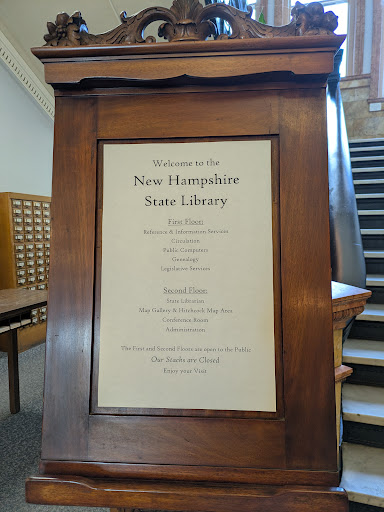 Welcome to the
New Hampshire
State Library
First Floor:
Reference & Information Services
Circulation
Public Computers
Genealogy
Legislative Services
Second Floor:
State Librarian
Map Gallery & Hitchcock Map Area
Conference Room
Administration
The First and Second Floors are open to the Public
Our Stacks are Closed
Enjoy your Visit